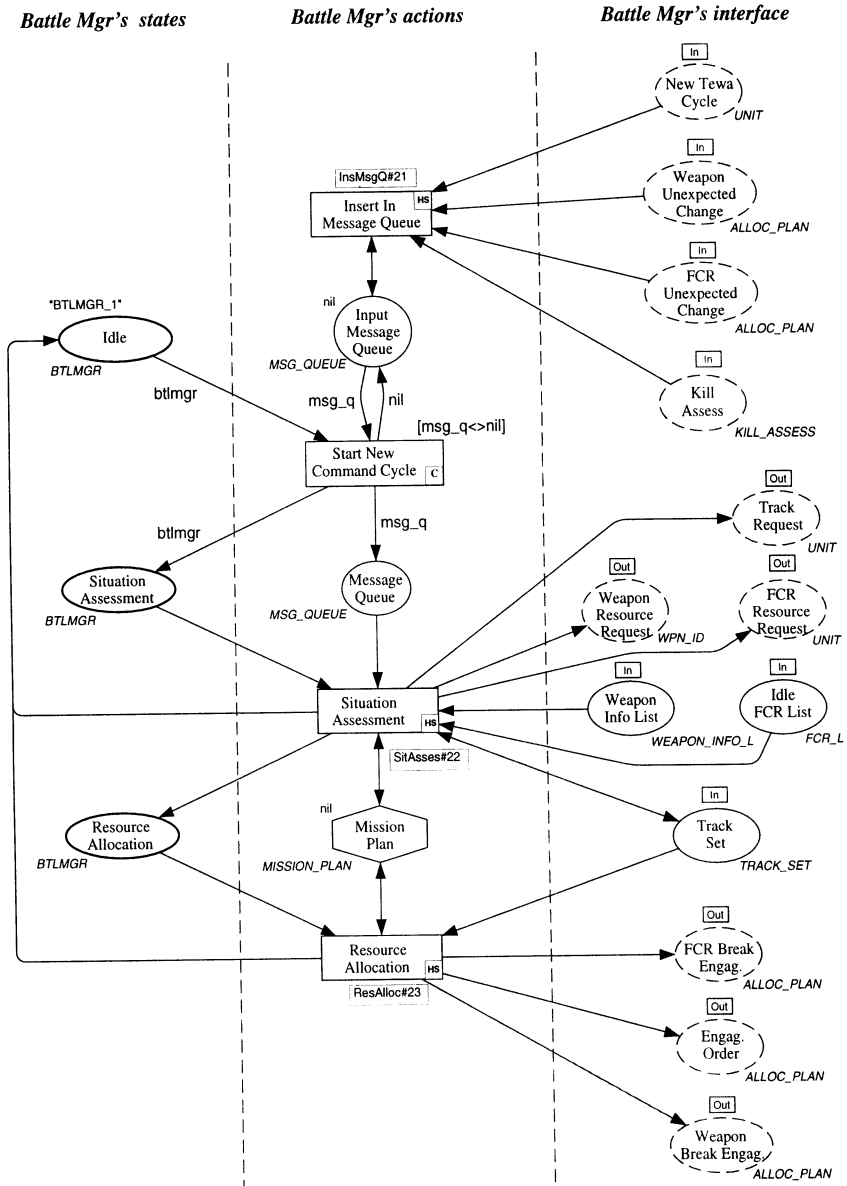 Battle Mgr's states
Battle Mgr's actions
Battle Mgr's interface
In
New Tewa
Cycle
UNIT
In
Weapon
Unexpected
Change
ALLOC_PLAN
InsMsgQ#21
HS
Insert In
Message Queue
In
FCR
Unexpected
Change
ALLOC_PLAN
"BTLMGR_1"
Idle
BTLMGR
nil
Input
Message
Queue
MSG_QUEUE
In
Kill
Assess
KILL_ASSESS
btlmgr
msg_q
nil
[msg_q<>nil]
Start New
Command Cycle
C
btlmgr
msg_q
Out
Track
Request
UNIT
Situation
Assessment
BTLMGR
Message
Queue
MSG_QUEUE
Out
Weapon
Resource
Request
WPN_ID
Out
FCR
Resource
Request
UNIT
Situation
Assessment
HS
SitAsses#22
In
Weapon
Info List
WEAPON_INFO_L
In
Idle
FCR List
FCR_L
Resource
Allocation
BTLMGR
nil
Mission
Plan
MISSION_PLAN
In
Track
Set
TRACK_SET
Resource
Allocation
HS
ResAlloc#23
Out
FCR Break
Engag.
ALLOC_PLAN
Out
Engag.
Order
ALLOC_PLAN
Out
Weapon
Break Engag.
ALLOC_PLAN